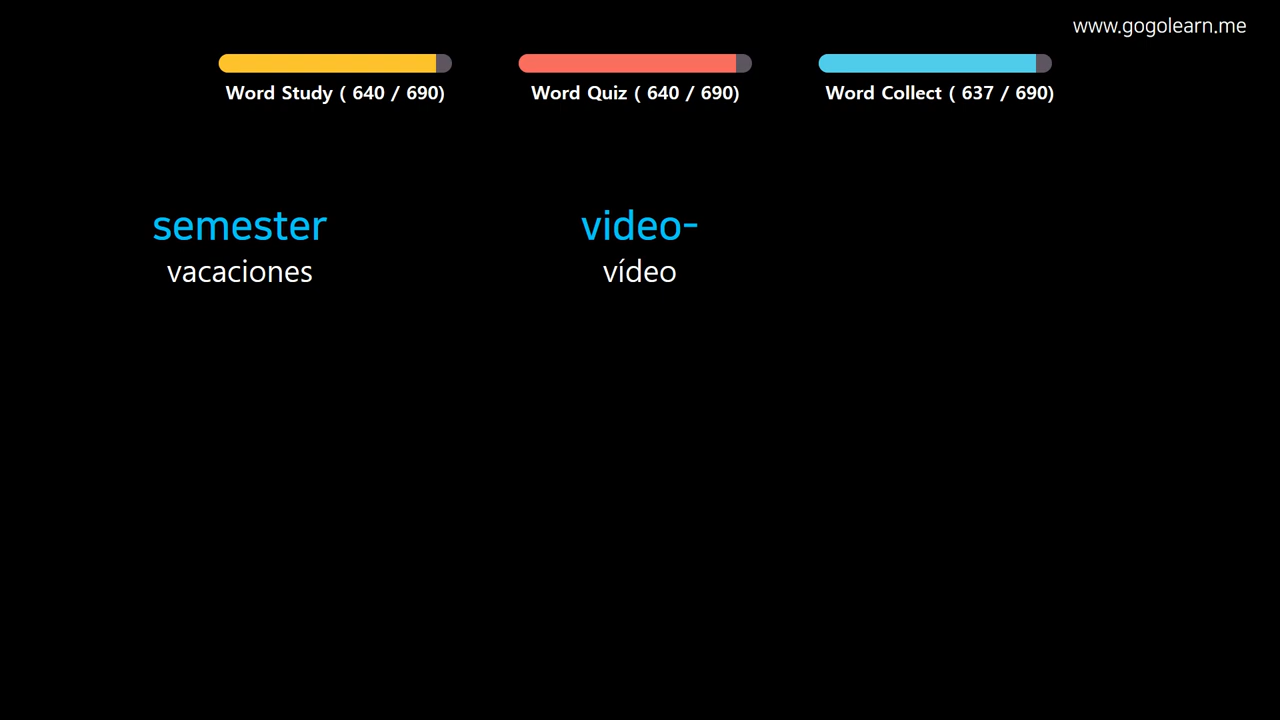 www.gogolearn.me
Word Study ( 640 / 690)
Word Quiz ( 640 / 690)
Word Collect ( 637 / 690)
semester
vacaciones
video-
vídeo